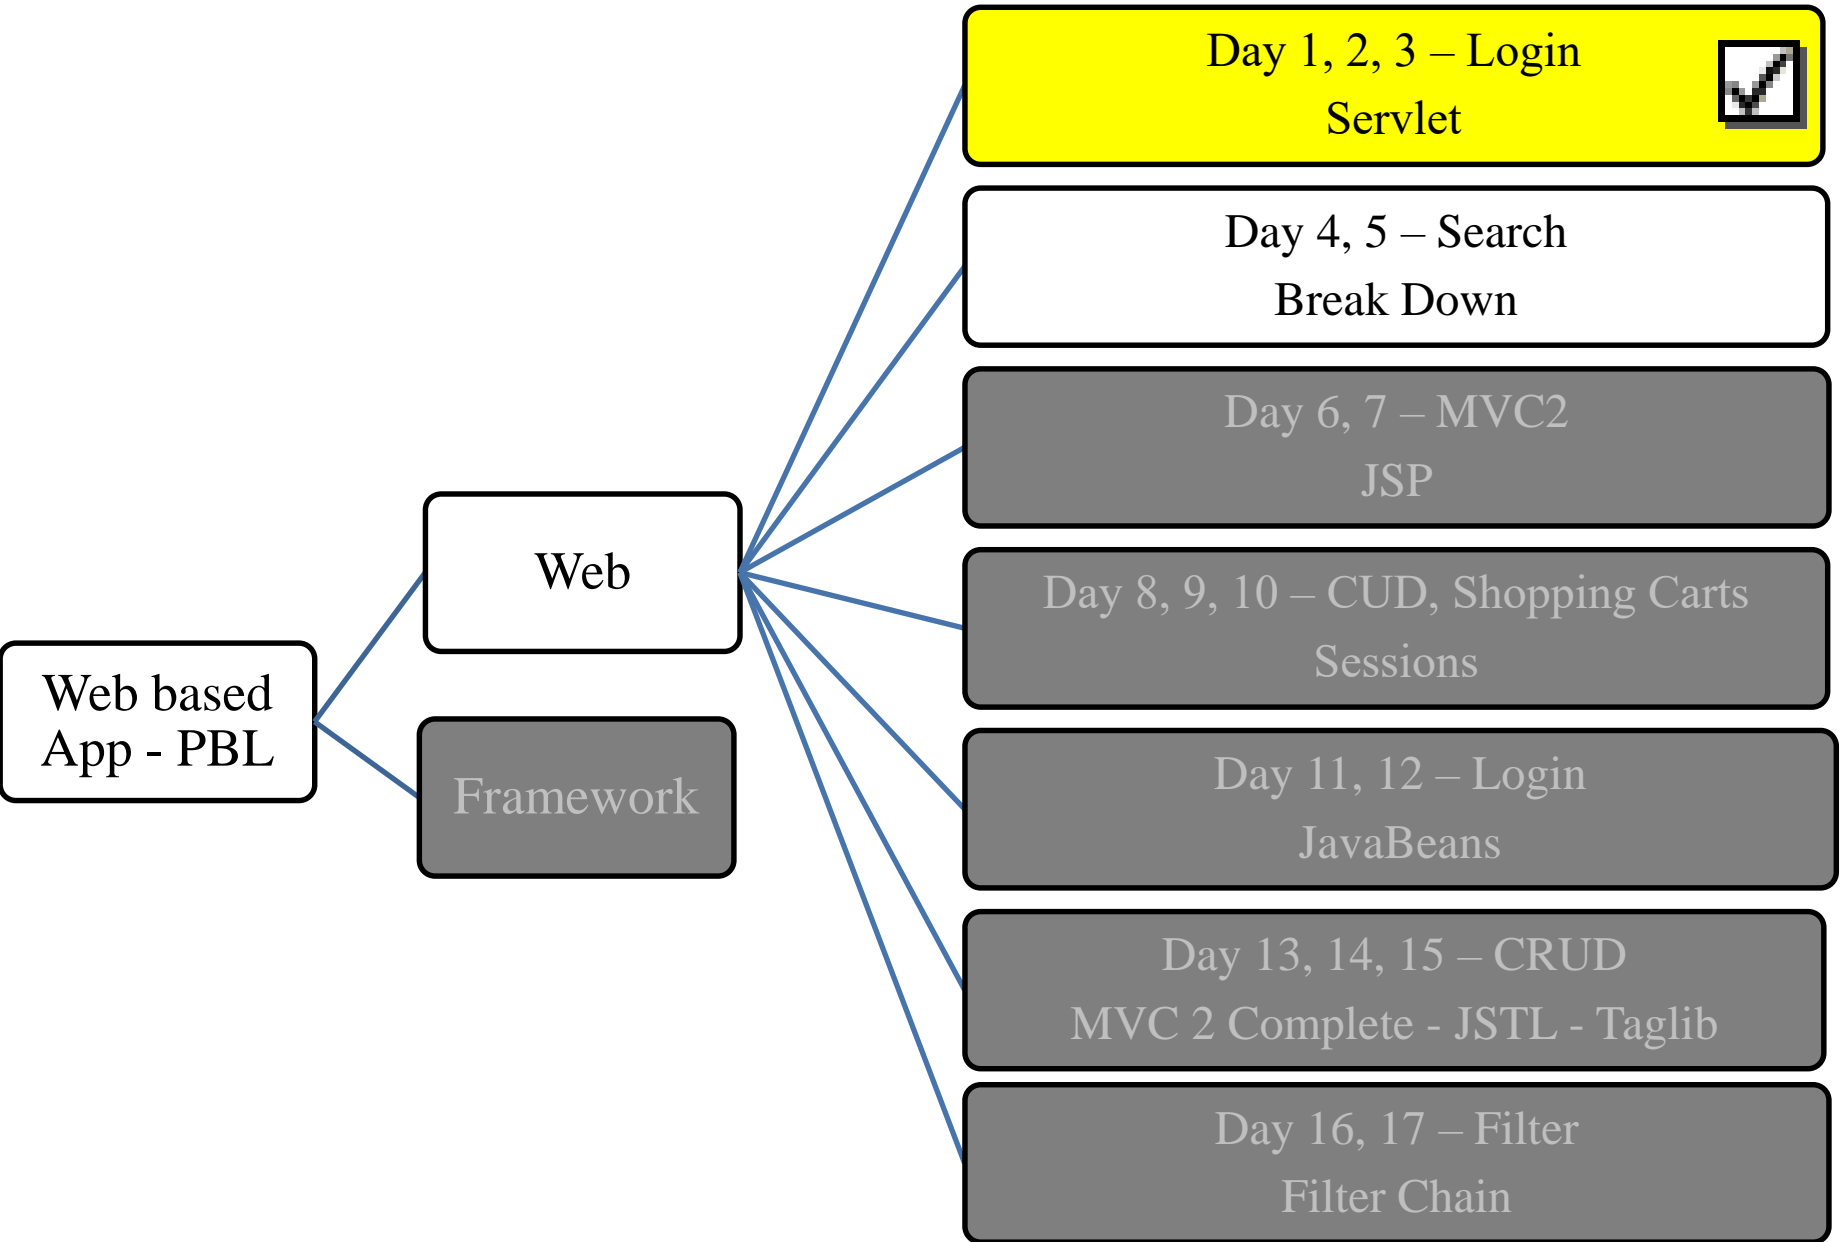 Web based
App - PBL
Web
Framework
Day 1, 2, 3 – Login
Servlet
Day 4, 5 – Search
Break Down
Day 6, 7 – MVC2
JSP
Day 8, 9, 10 – CUD, Shopping Carts
Sessions
Day 11, 12 – Login
JavaBeans
Day 13, 14, 15 – CRUD
MVC 2 Complete - JSTL - Taglib
Day 16, 17 – Filter
Filter Chain